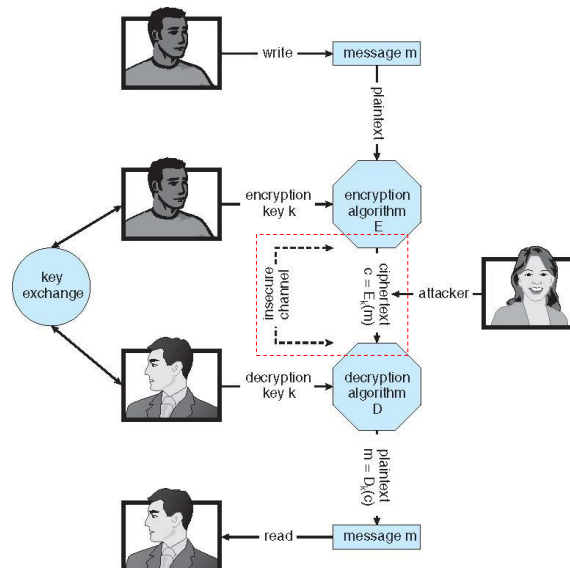 write
message m
plaintext
encryption
key k
encryption
algorithm
E
key
exchange
insecure
channel
ciphertext
c = Eₖ(m)
attacker
decryption
key k
decryption
algorithm
D
plaintext
m = Dₖ(c)
read
message m